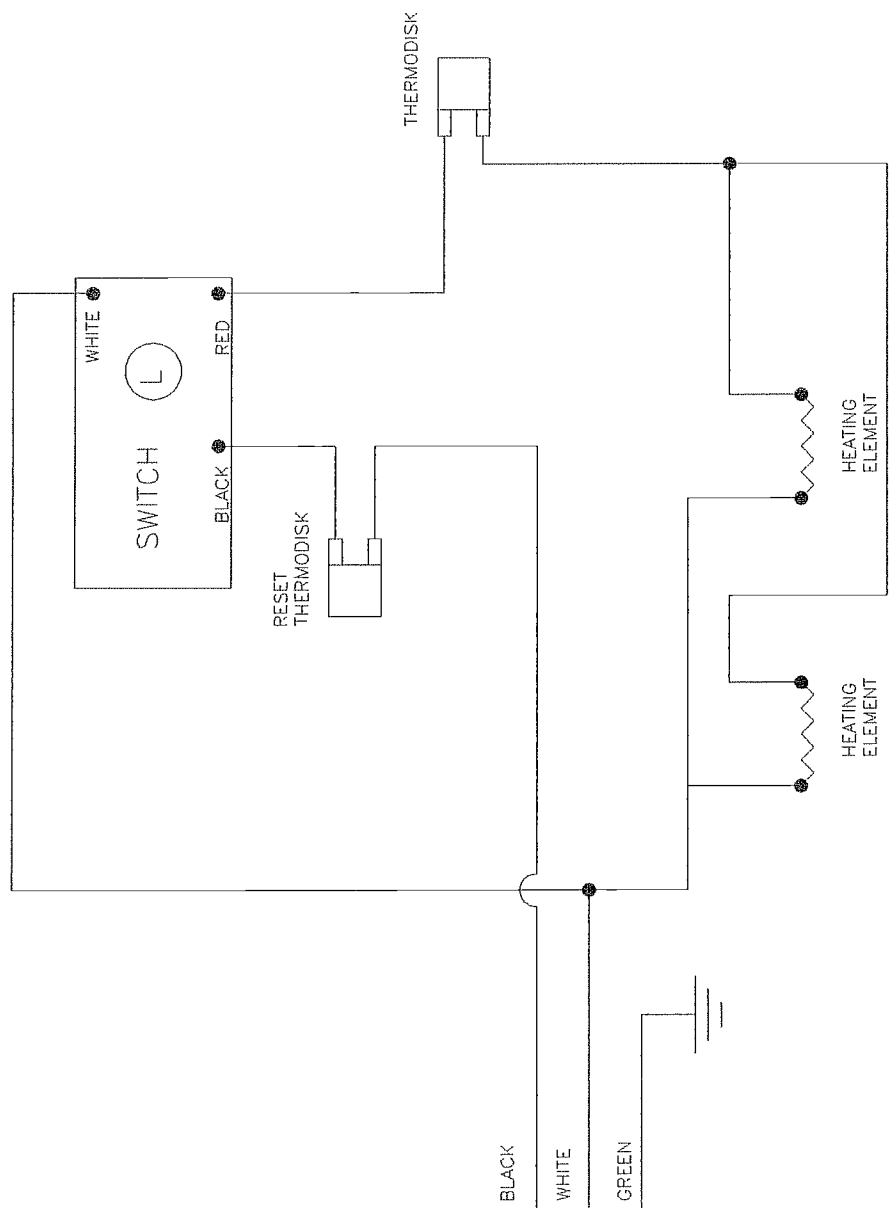 THERMODISK
WHITE
L
RED
SWITCH
BLACK
RESET
THERMODISK
HEATING
ELEMENT
HEATING
ELEMENT
BLACK
WHITE
GREEN